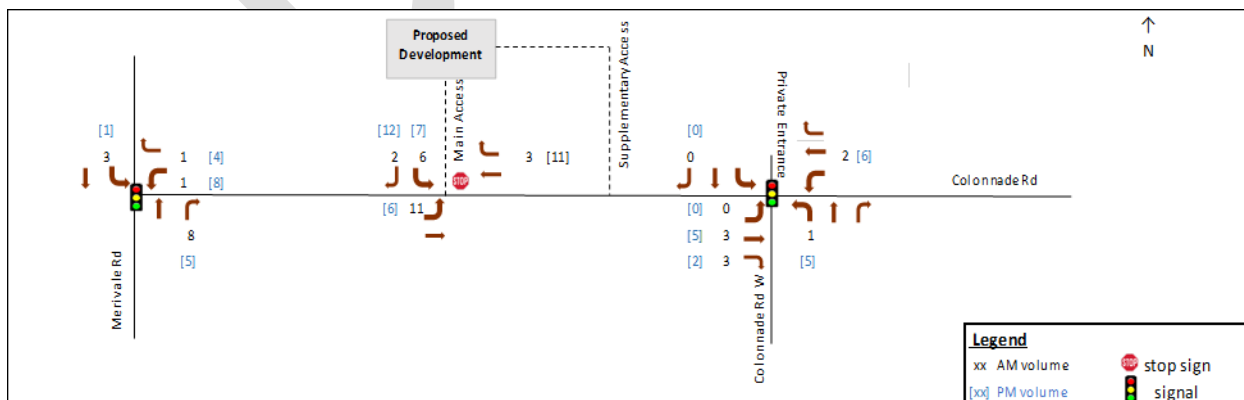 Proposed
Development
Main Access
Supplementary Access
Private Entrance
N
[1]
3
1 [4]
1 [8]
8
[5]
[12] [7]
2 6
STOP
3 [11]
[6] 11
[0]
0
2 [6]
Colonnade Rd
[0] 0
[5] 3
[2] 3
1
[5]
Merivale Rd
Colonnade Rd W
Legend
xx AM volume
STOP stop sign
[xx] PM volume
signal